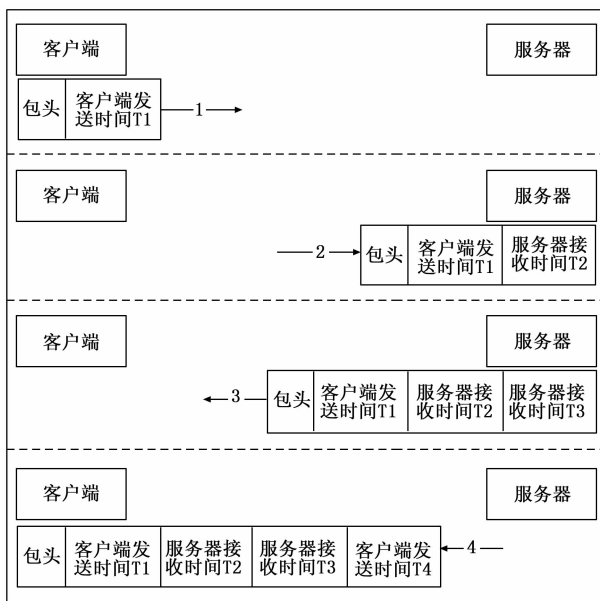 客户端
服务器
包头
客户端发
送时间T1
1
客户端
服务器
2
包头
客户端发
送时间T1
服务器接
收时间T2
客户端
服务器
3
包头
客户端发
送时间T1
服务器接
收时间T2
服务器接
收时间T3
客户端
服务器
包头
客户端发
送时间T1
服务器接
收时间T2
服务器接
收时间T3
客户端发
送时间T4
4